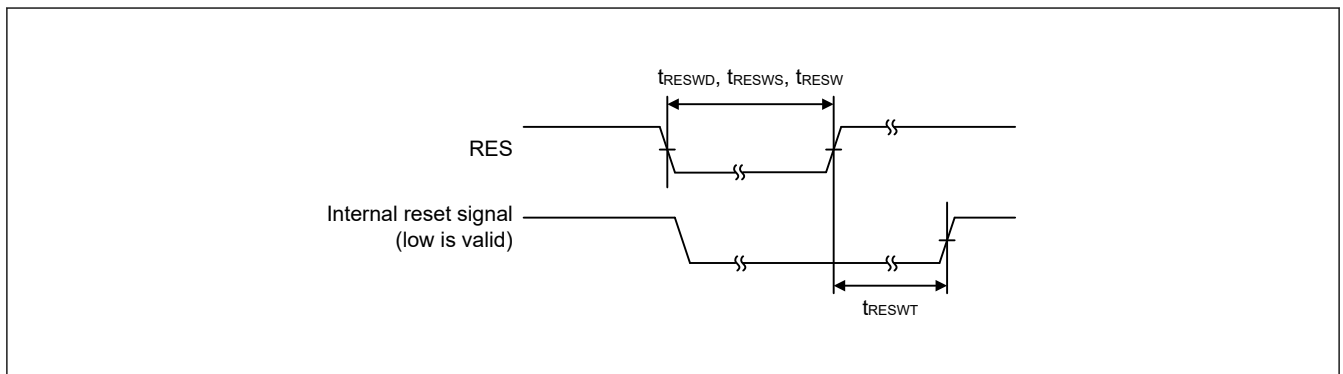 tRESWD, tRESWS, tRESW
RES
Internal reset signal
(low is valid)
tRESWT